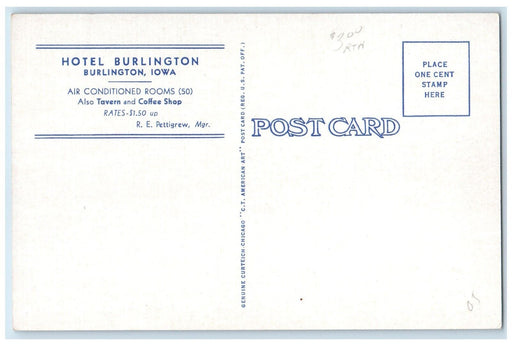 HOTEL BURLINGTON
BURLINGTON, IOWA
AIR CONDITIONED ROOMS (50)
Also Tavern and Coffee Shop
RATES-$1.50 up
R. E. Pettigrew, Mgr.
GENUINE CURTEICH-CHICAGO "C.T. AMERICAN ART" POST CARD (REG. U. S. PAT. OFF.)
POST CARD
PLACE
ONE CENT
STAMP
HERE